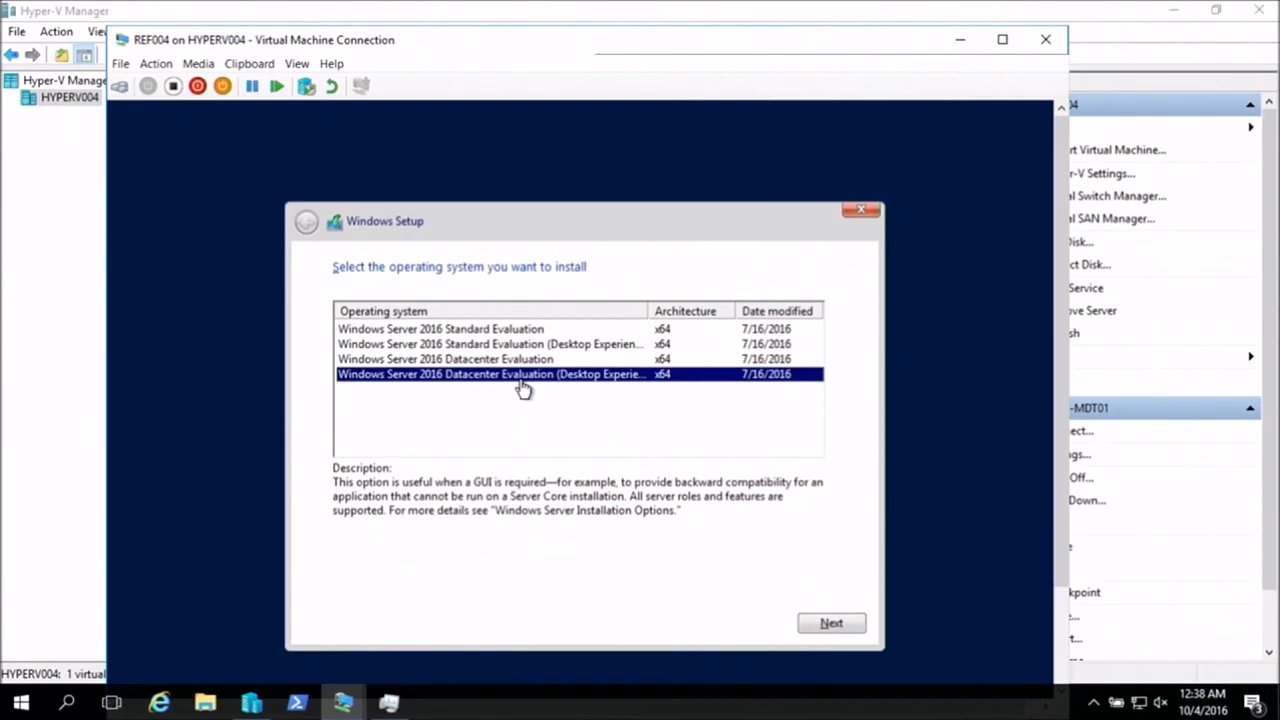 Hyper-V Manager
File Action Vie
REF004 on HYPERV004 - Virtual Machine Connection
File Action Media Clipboard View Help
Hyper-V Manage
HYPERV004
Windows Setup
Select the operating system you want to install
Operating system Architecture Date modified
Windows Server 2016 Standard Evaluation x64 7/16/2016
Windows Server 2016 Standard Evaluation (Desktop Experien... x64 7/16/2016
Windows Server 2016 Datacenter Evaluation x64 7/16/2016
Windows Server 2016 Datacenter Evaluation (Desktop Experie... x64 7/16/2016
Description:
This option is useful when a GUI is required—for example, to provide backward compatibility for an
application that cannot be run on a Server Core installation. All server roles and features are
supported. For more details see "Windows Server Installation Options."
Next
04
rt Virtual Machine...
r-V Settings...
al Switch Manager...
al SAN Manager...
Disk...
ct Disk...
Service
ove Server
sh
-MDT01
ect...
ngs...
Off...
Down...
e
ckpoint
e...
t...
HYPERV004: 1 virtual
12:38 AM
10/4/2016
3